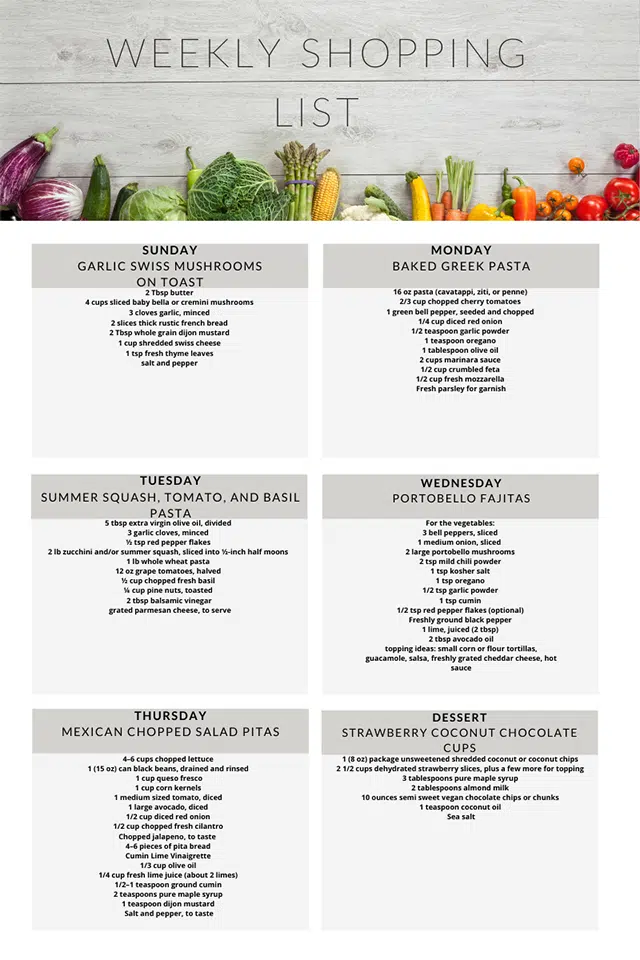 WEEKLY SHOPPING
LIST
SUNDAY
GARLIC SWISS MUSHROOMS
ON TOAST
2 Tbsp butter
4 cups sliced baby bella or cremini mushrooms
3 cloves garlic, minced
2 slices thick rustic french bread
2 Tbsp whole grain dijon mustard
1 cup shredded swiss cheese
1 tsp fresh thyme leaves
salt and pepper
MONDAY
BAKED GREEK PASTA
16 oz pasta (cavatappi, ziti, or penne)
2/3 cup chopped cherry tomatoes
1 green bell pepper, seeded and chopped
1/4 cup diced red onion
1/2 teaspoon garlic powder
1 teaspoon oregano
1 tablespoon olive oil
2 cups marinara sauce
1/2 cup crumbled feta
1/2 cup fresh mozzarella
Fresh parsley for garnish
TUESDAY
SUMMER SQUASH, TOMATO, AND BASIL
PASTA
5 tbsp extra virgin olive oil, divided
3 garlic cloves, minced
½ tsp red pepper flakes
2 lb zucchini and/or summer squash, sliced into ½-inch half moons
1 lb whole wheat pasta
12 oz grape tomatoes, halved
½ cup chopped fresh basil
¼ cup pine nuts, toasted
2 tbsp balsamic vinegar
grated parmesan cheese, to serve
WEDNESDAY
PORTOBELLO FAJITAS
For the vegetables:
3 bell peppers, sliced
1 medium onion, sliced
2 large portobello mushrooms
2 tsp mild chili powder
1 tsp kosher salt
1 tsp oregano
1/2 tsp garlic powder
1 tsp cumin
1/2 tsp red pepper flakes (optional)
Freshly ground black pepper
1 lime, juiced (2 tbsp)
2 tbsp avocado oil
topping ideas: small corn or flour tortillas,
guacamole, salsa, freshly grated cheddar cheese, hot
sauce
THURSDAY
MEXICAN CHOPPED SALAD PITAS
4–6 cups chopped lettuce
1 (15 oz) can black beans, drained and rinsed
1 cup queso fresco
1 cup corn kernels
1 medium sized tomato, diced
1 large avocado, diced
1/2 cup diced red onion
1/2 cup chopped fresh cilantro
Chopped jalapeno, to taste
4–6 pieces of pita bread
Cumin Lime Vinaigrette
1/3 cup olive oil
1/4 cup fresh lime juice (about 2 limes)
1/2–1 teaspoon ground cumin
2 teaspoons pure maple syrup
1 teaspoon dijon mustard
Salt and pepper, to taste
DESSERT
STRAWBERRY COCONUT CHOCOLATE
CUPS
1 (8 oz) package unsweetened shredded coconut or coconut chips
2 1/2 cups dehydrated strawberry slices, plus a few more for topping
3 tablespoons pure maple syrup
2 tablespoons almond milk
10 ounces semi sweet vegan chocolate chips or chunks
1 teaspoon coconut oil
Sea salt